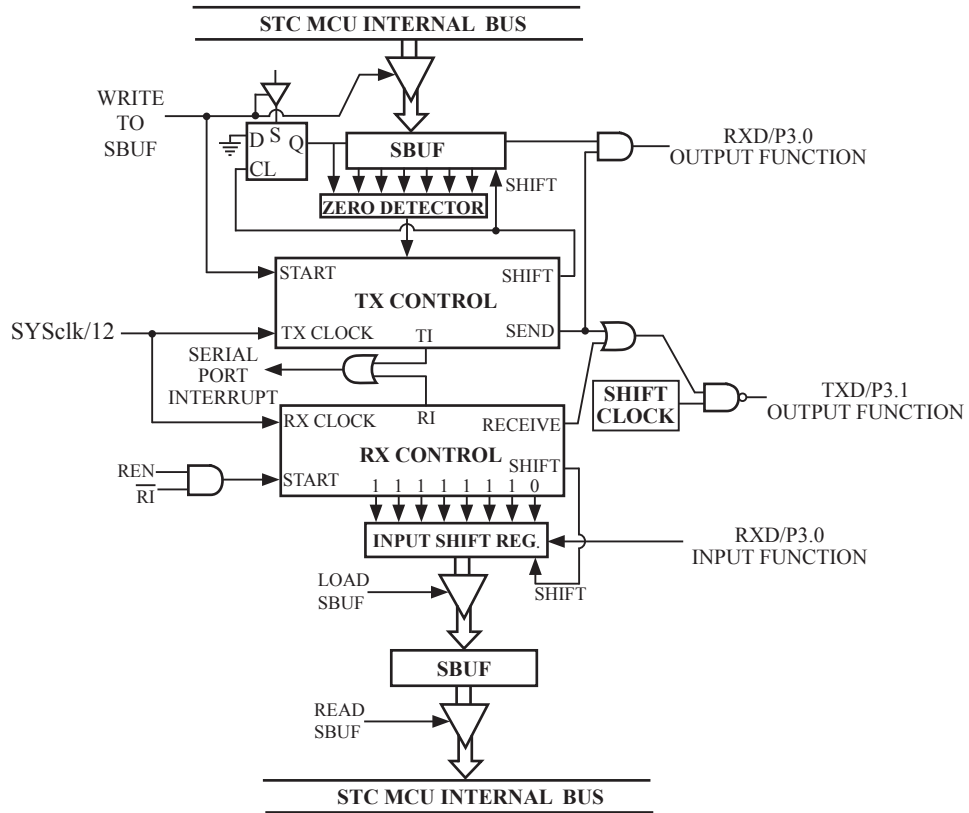 STC MCU INTERNAL BUS
WRITE
TO
SBUF
D
S
Q
CL
SBUF
SHIFT
RXD/P3.0
OUTPUT FUNCTION
ZERO DETECTOR
START
SHIFT
TX CONTROL
SYSclk/12
TX CLOCK
TI
SEND
SERIAL
PORT
INTERRUPT
SHIFT
CLOCK
TXD/P3.1
OUTPUT FUNCTION
RX CLOCK
RI
RECEIVE
RX CONTROL
REN
RI
START
SHIFT
1 1 1 1 1 1 1 0
INPUT SHIFT REG.
RXD/P3.0
INPUT FUNCTION
LOAD
SBUF
SHIFT
SBUF
READ
SBUF
STC MCU INTERNAL BUS